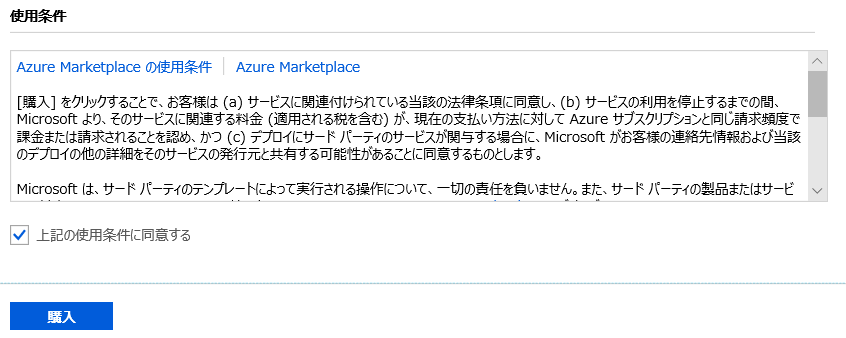 使用条件
Azure Marketplace の使用条件 Azure Marketplace
[購入] をクリックすることで、お客様は (a) サービスに関連付けられている当該の法律条項に同意し、(b) サービスの利用を停止するまでの間、
Microsoft より、そのサービスに関連する料金 (適用される税を含む) が、現在の支払い方法に対して Azure サブスクリプションと同じ請求頻度で
課金または請求されることを認め、かつ (c) デプロイにサード パーティのサービスが関与する場合に、Microsoft がお客様の連絡先情報および当該
のデプロイの他の詳細をそのサービスの発行元と共有する可能性があることに同意するものとします。
Microsoft は、サード パーティのテンプレートによって実行される操作について、一切の責任を負いません。また、サード パーティの製品またはサービ
上記の使用条件に同意する
購入